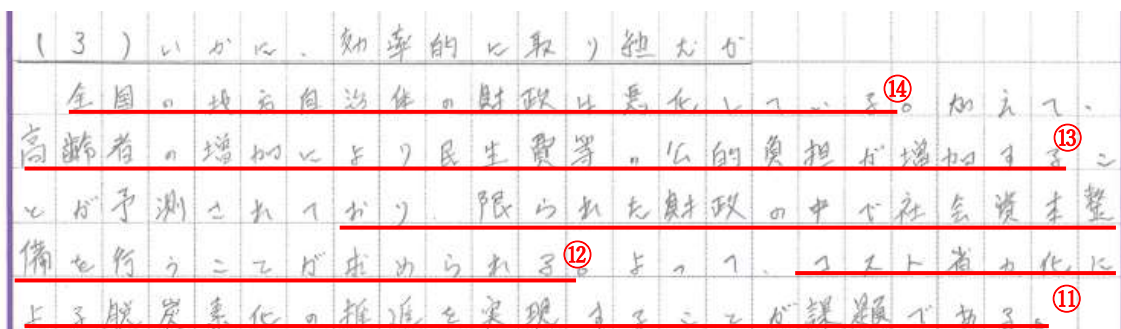 (3)いかに、効率的に取り組むか
全国の地方自治体の財政は悪化している。⑭かえて、
高齢者の増加により民生費等の公的負担が増加する⑬こ
とが予測されており、限られた財政の中で社会資本整
備を行うことが求められる。⑫よって、コスト省力化に
よる脱炭素化の推進を実現することが課題である。⑪